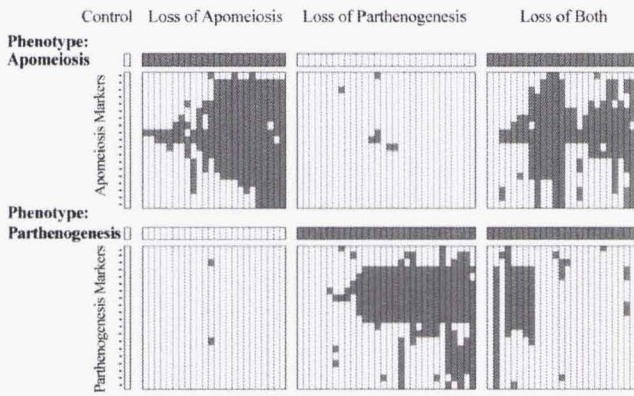 Control Loss of Apomeiosis Loss of Parthenogenesis Loss of Both
Phenotype:
Apomeiosis
Apomeiosis Markers
Phenotype:
Parthenogenesis
Parthenogenesis Markers